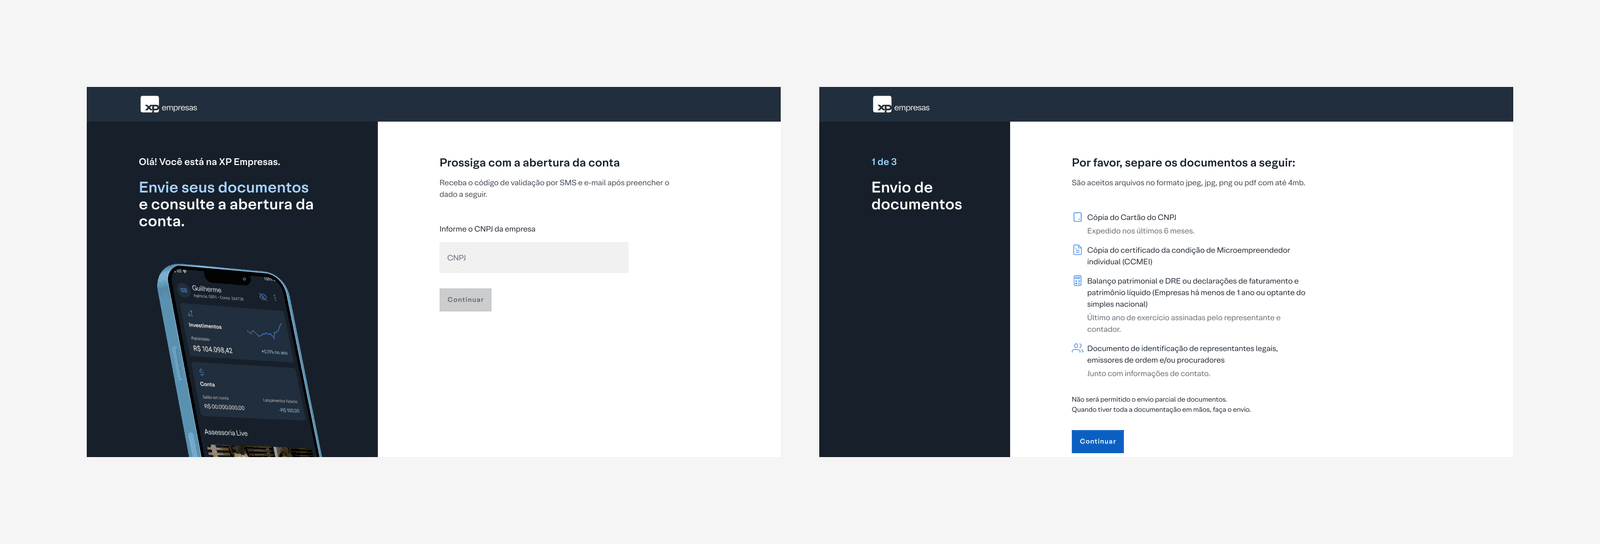 xp empresas
Olá! Você está na XP Empresas.
Envie seus documentos
e consulte a abertura da
conta.
Guilherme
Investimentos
R$ 104.098,42
Conta
Saldo em conta
Lançamentos futuros
R$ 00.000.000,00
-R$ 100,00
Assessoria Live
Prossiga com a abertura da conta
Receba o código de validação por SMS e e-mail após preencher o
dado a seguir.
Informe o CNPJ da empresa
CNPJ
Continuar
xp empresas
1 de 3
Envio de
documentos
Por favor, separe os documentos a seguir:
São aceitos arquivos no formato jpeg, jpg, png ou pdf com até 4mb.
Cópia do Cartão do CNPJ
Expedido nos últimos 6 meses.
Cópia do certificado da condição de Microempreendedor
individual (CCMEI)
Balanço patrimonial e DRE ou declarações de faturamento e
patrimônio líquido (Empresas há menos de 1 ano ou optante do
simples nacional)
Último ano de exercício assinadas pelo representante e
contador.
Documento de identificação de representantes legais,
emissores de ordem e/ou procuradores
Junto com informações de contato.
Não será permitido o envio parcial de documentos.
Quando tiver toda a documentação em mãos, faça o envio.
Continuar